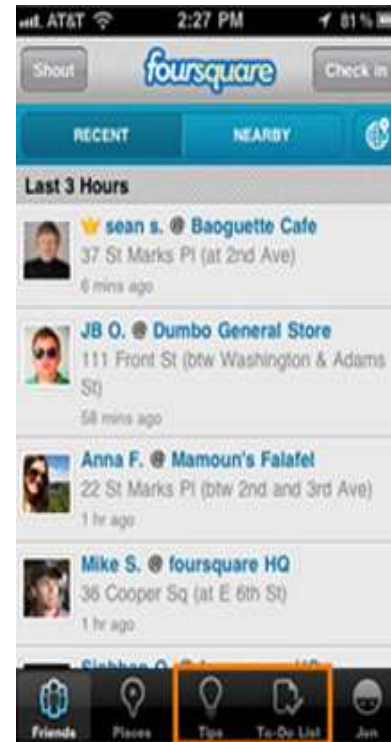 AT&T 2:27 PM 81%
Shout foursquare Check in
RECENT NEARBY
Last 3 Hours
sean s. @ Baoguette Cafe
37 St Marks Pl (at 2nd Ave)
6 mins ago
JB O. @ Dumbo General Store
111 Front St (btw Washington & Adams
St)
58 mins ago
Anna F. @ Mamoun's Falafel
22 St Marks Pl (btw 2nd and 3rd Ave)
1 hr ago
Mike S. @ foursquare HQ
36 Cooper Sq (at E 6th St)
1 hr ago
Friends Places Tips To-Do List Jen